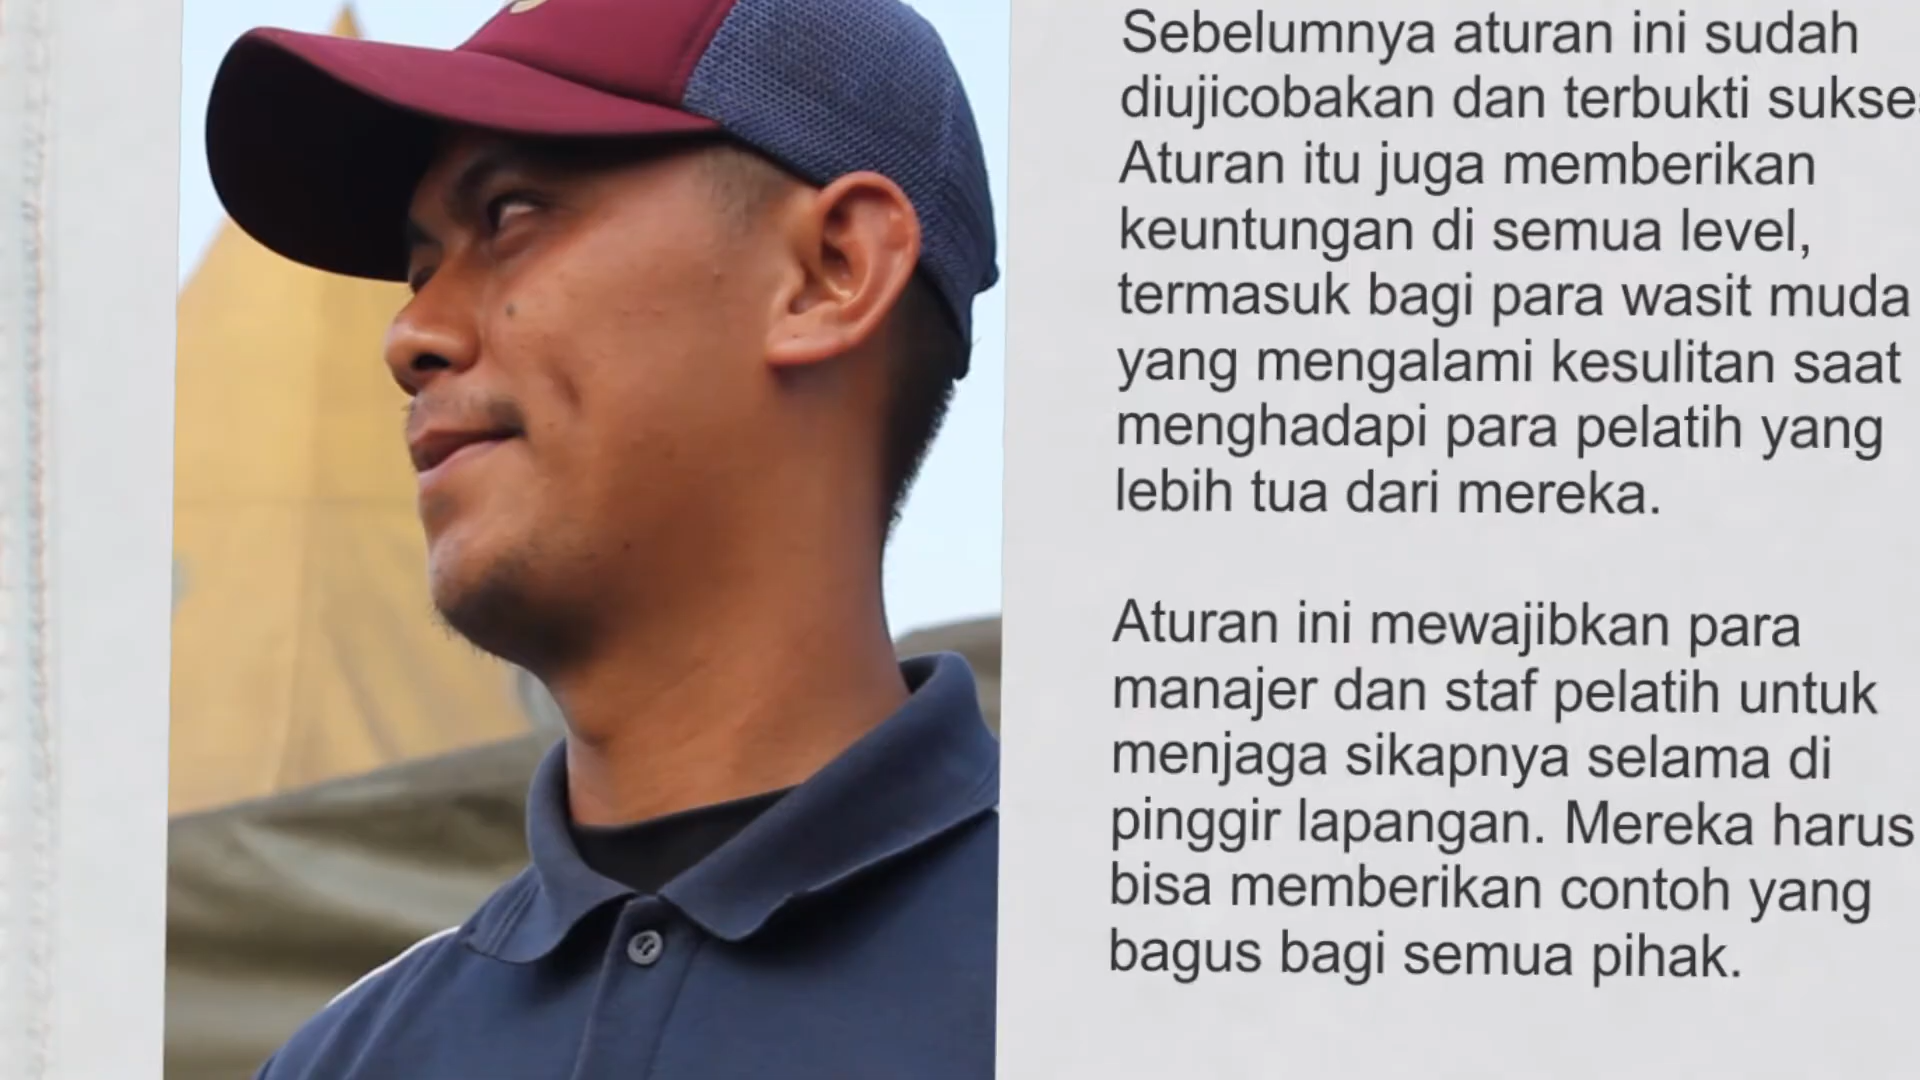 Sebelumnya aturan ini sudah
diujicobakan dan terbukti sukse
Aturan itu juga memberikan
keuntungan di semua level,
termasuk bagi para wasit muda
yang mengalami kesulitan saat
menghadapi para pelatih yang
lebih tua dari mereka.
Aturan ini mewajibkan para
manajer dan staf pelatih untuk
menjaga sikapnya selama di
pinggir lapangan. Mereka harus
bisa memberikan contoh yang
bagus bagi semua pihak.